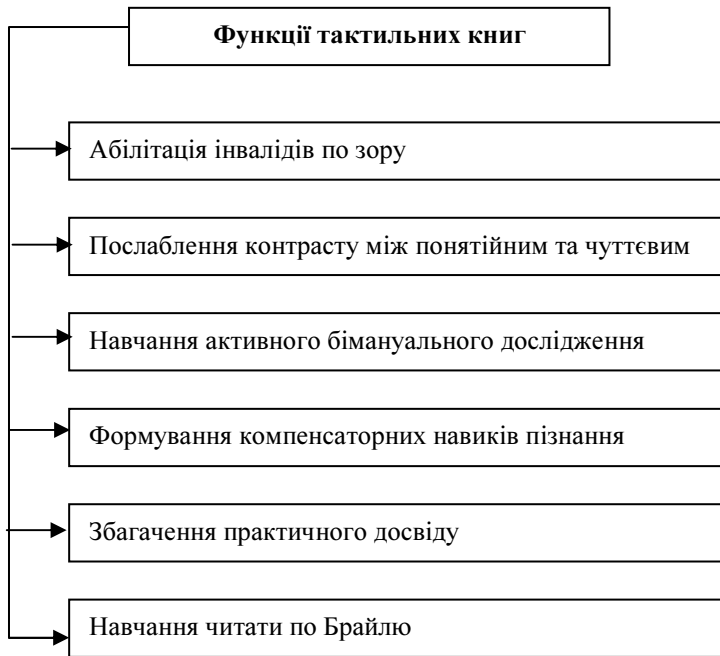 Функції тактильних книг
Абілітація інвалідів по зору
Послаблення контрасту між понятійним та чуттєвим
Навчання активного бімануального дослідження
Формування компенсаторних навиків пізнання
Збагачення практичного досвіду
Навчання читати по Брайлю